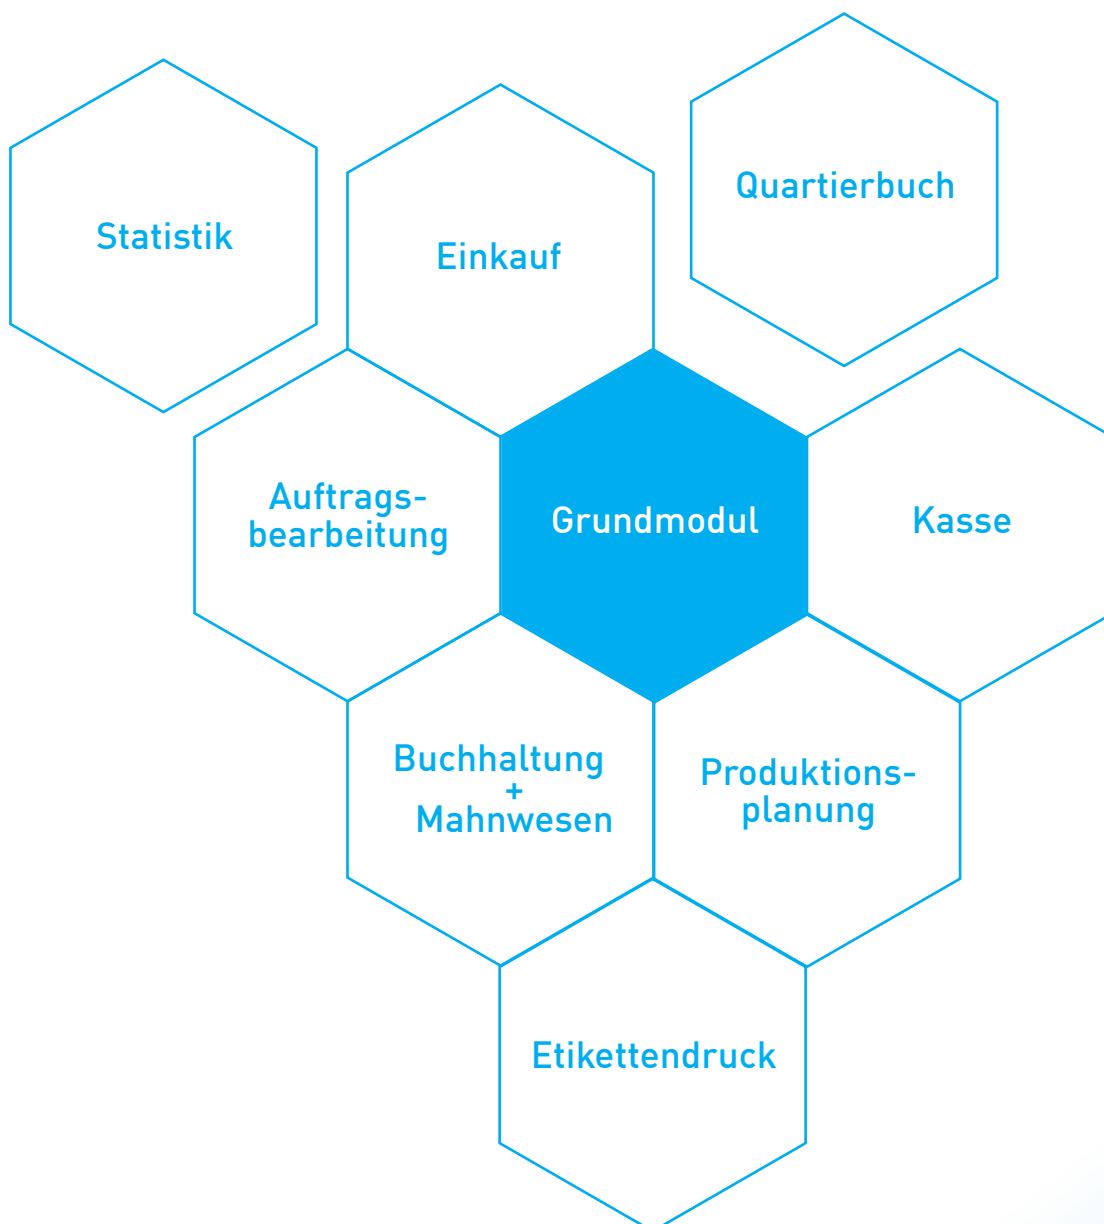 Quartierbuch
Statistik
Einkauf
Auftrags-
bearbeitung
Grundmodul
Kasse
Buchhaltung
+
Mahnwesen
Produktions-
planung
Etikettendruck